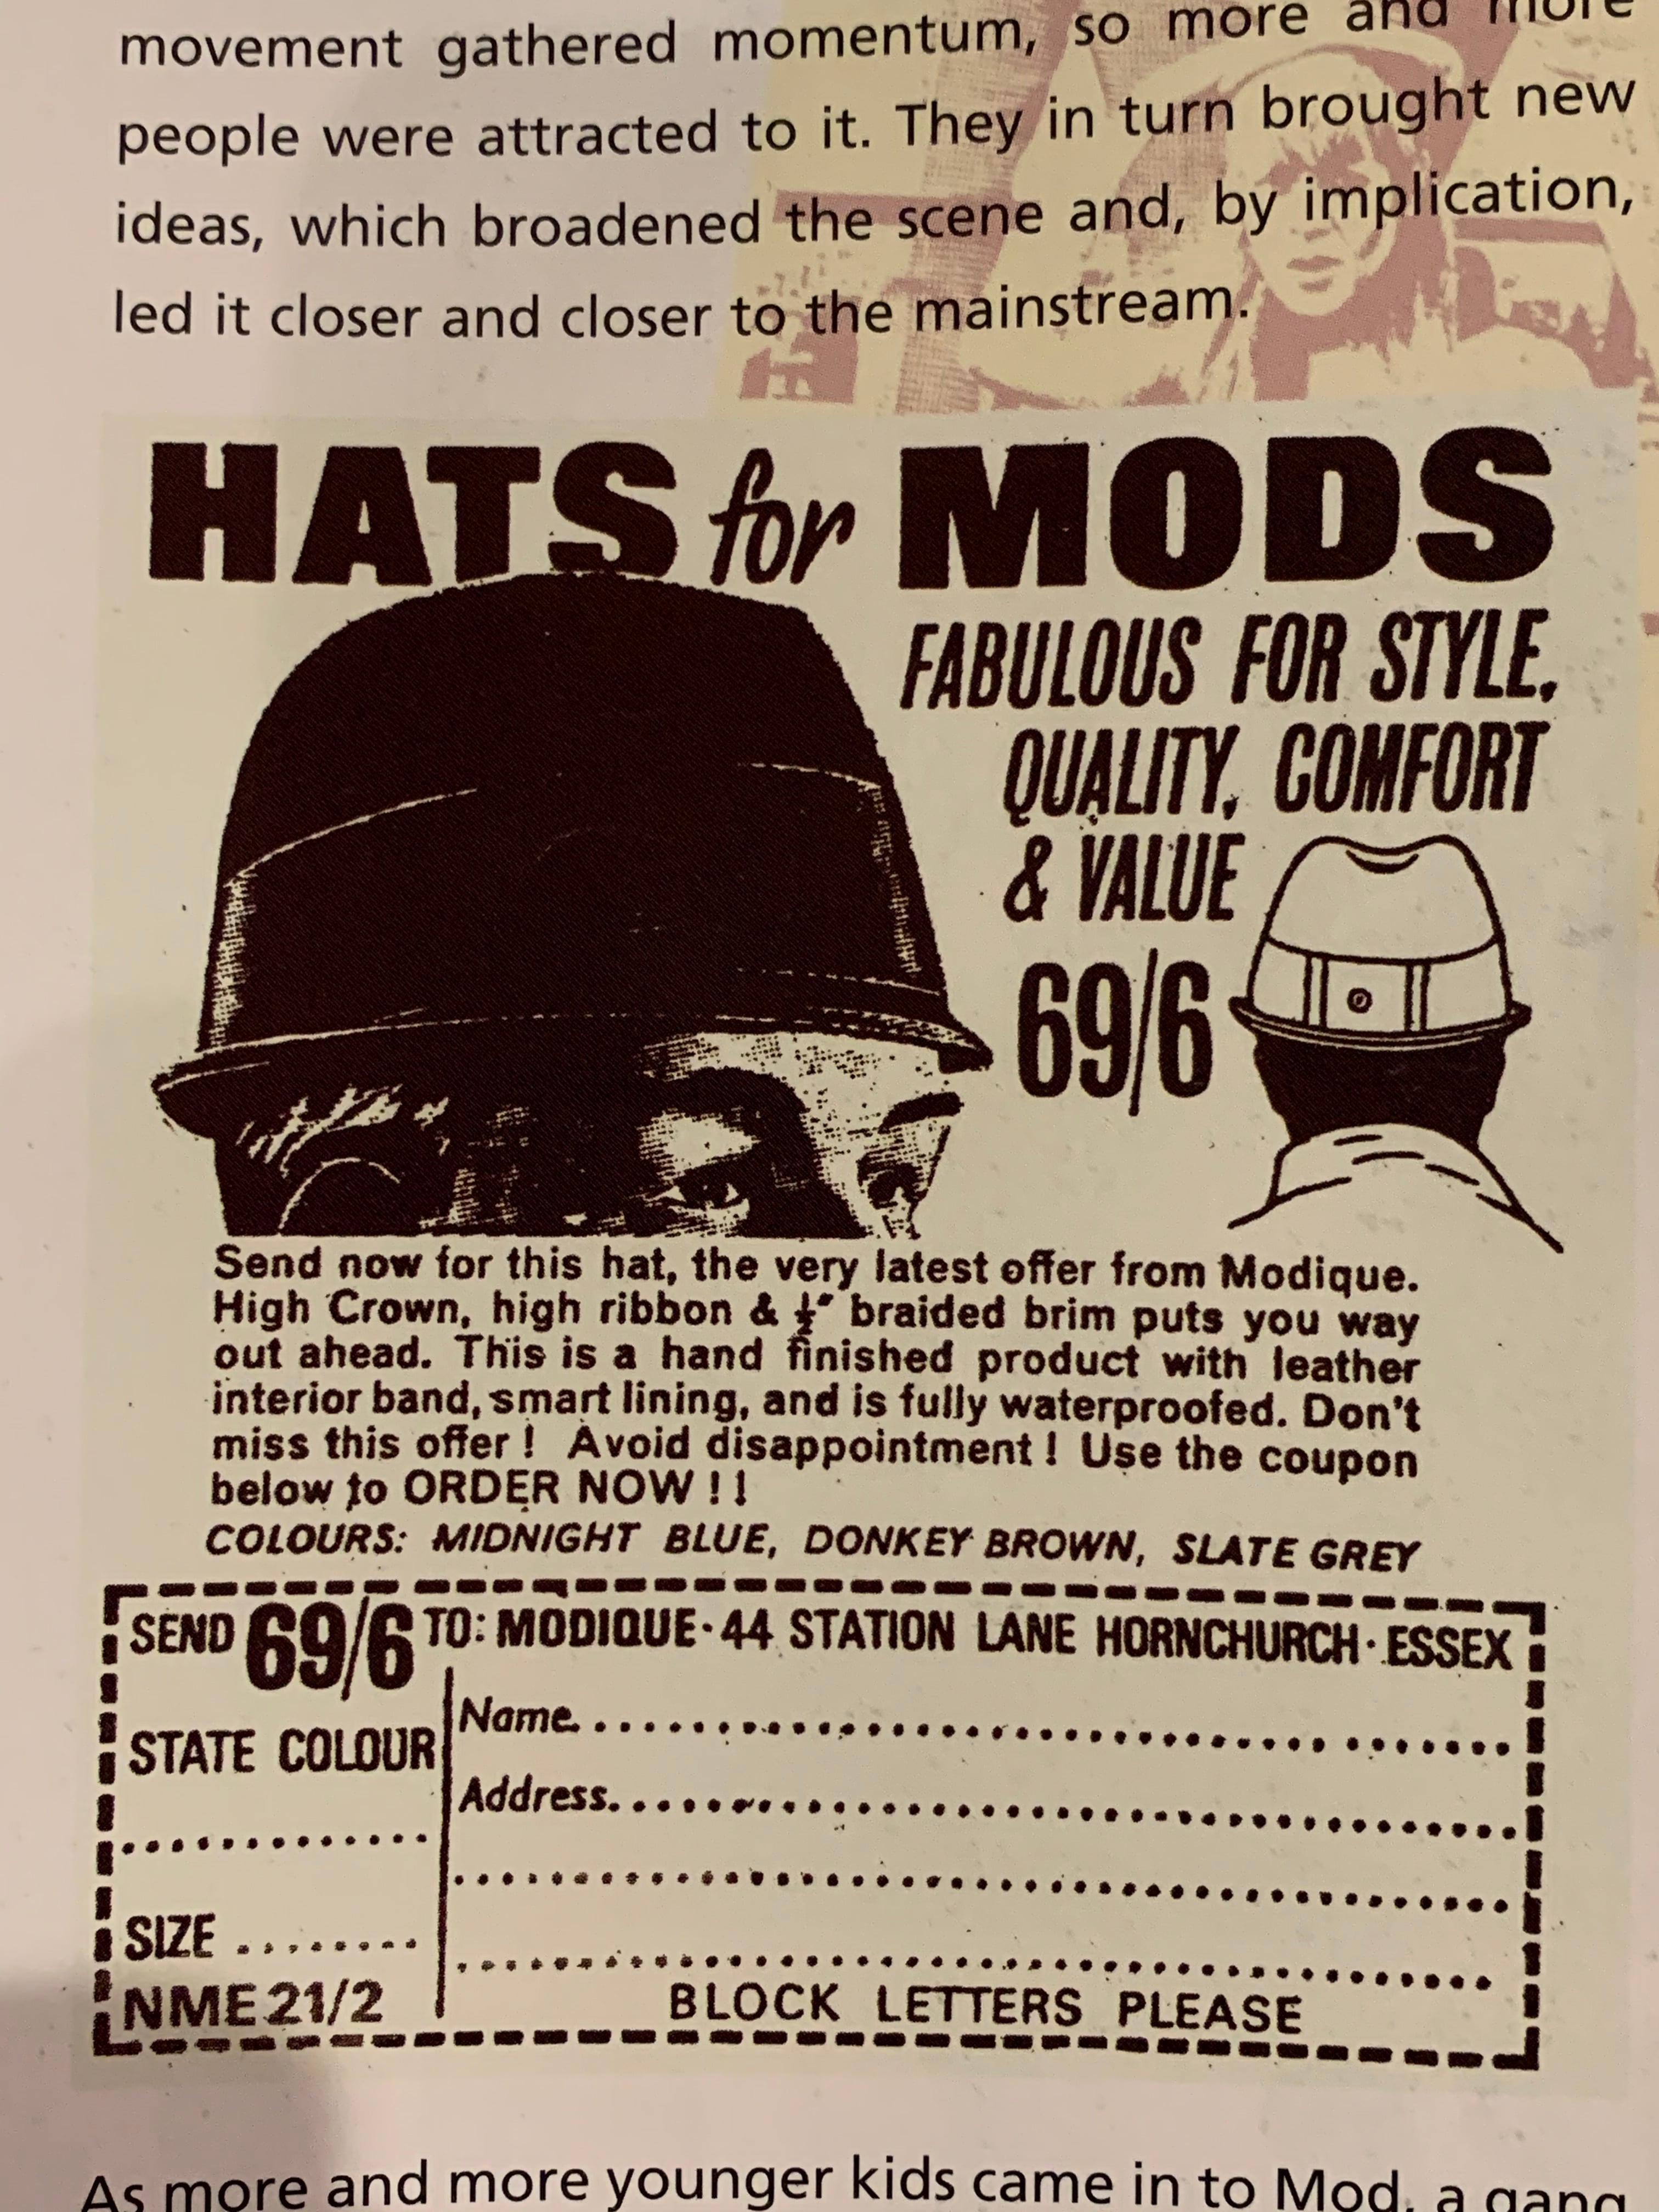 movement gathered momentum, so more and more
people were attracted to it. They in turn brought new
ideas, which broadened the scene and, by implication,
led it closer and closer to the mainstream.
HATS for MODS
FABULOUS FOR STYLE,
QUALITY, COMFORT
& VALUE
69/6
Send now for this hat, the very latest offer from Modique.
High Crown, high ribbon & ½" braided brim puts you way
out ahead. This is a hand finished product with leather
interior band, smart lining, and is fully waterproofed. Don't
miss this offer! Avoid disappointment! Use the coupon
below to ORDER NOW!!
COLOURS: MIDNIGHT BLUE, DONKEY BROWN, SLATE GREY
SEND 69/6 TO: MODIQUE · 44 STATION LANE HORNCHURCH · ESSEX
STATE COLOUR
SIZE ........
NME 21/2
Name..............................
Address..............................
BLOCK LETTERS PLEASE
As more and more younger kids came in to Mod, a gang